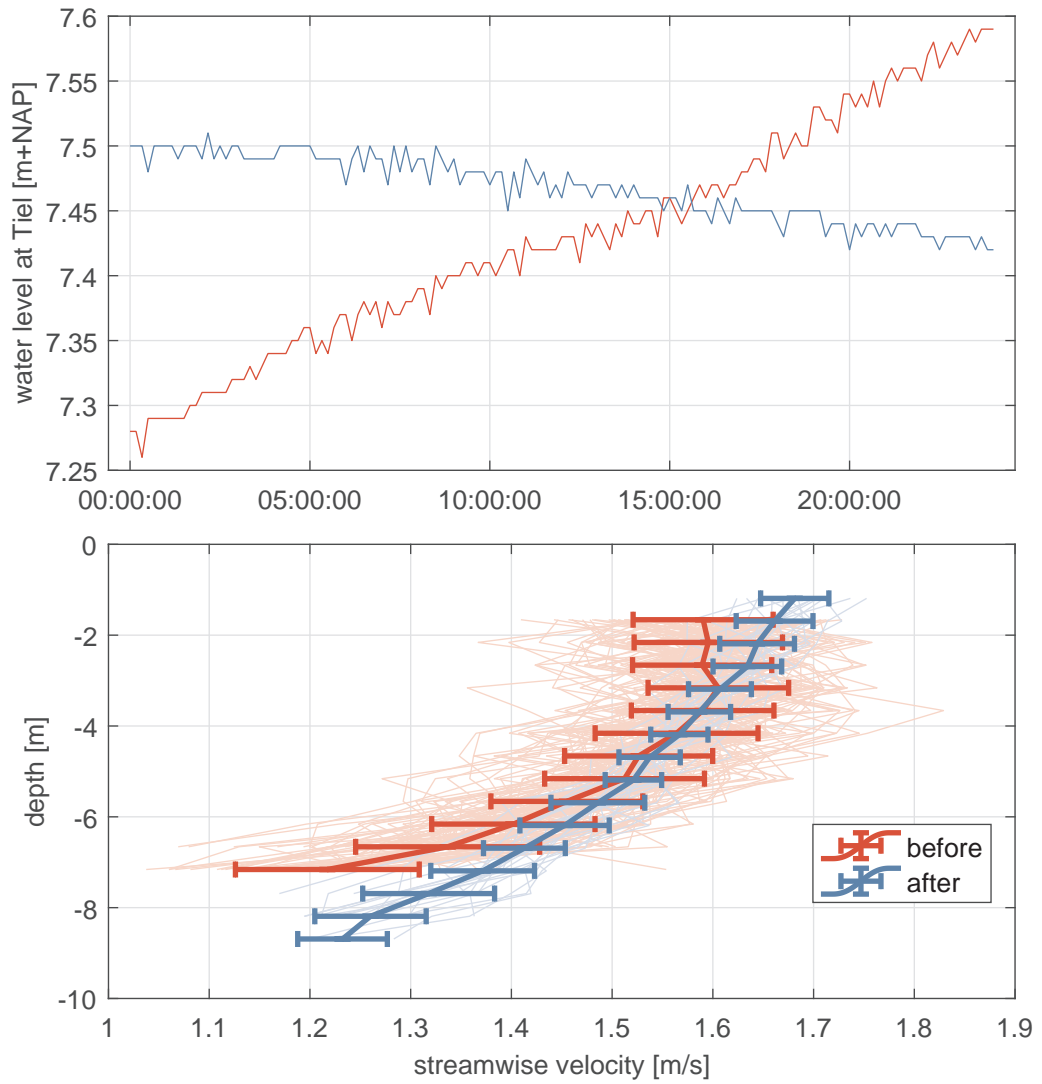 7.6
7.55
7.5
7.45
7.4
7.35
7.3
7.25
water level at Tiel [m+NAP]
00:00:00 05:00:00 10:00:00 15:00:00 20:00:00
0
-2
-4
-6
-8
-10
depth [m]
before
after
1 1.1 1.2 1.3 1.4 1.5 1.6 1.7 1.8 1.9
streamwise velocity [m/s]